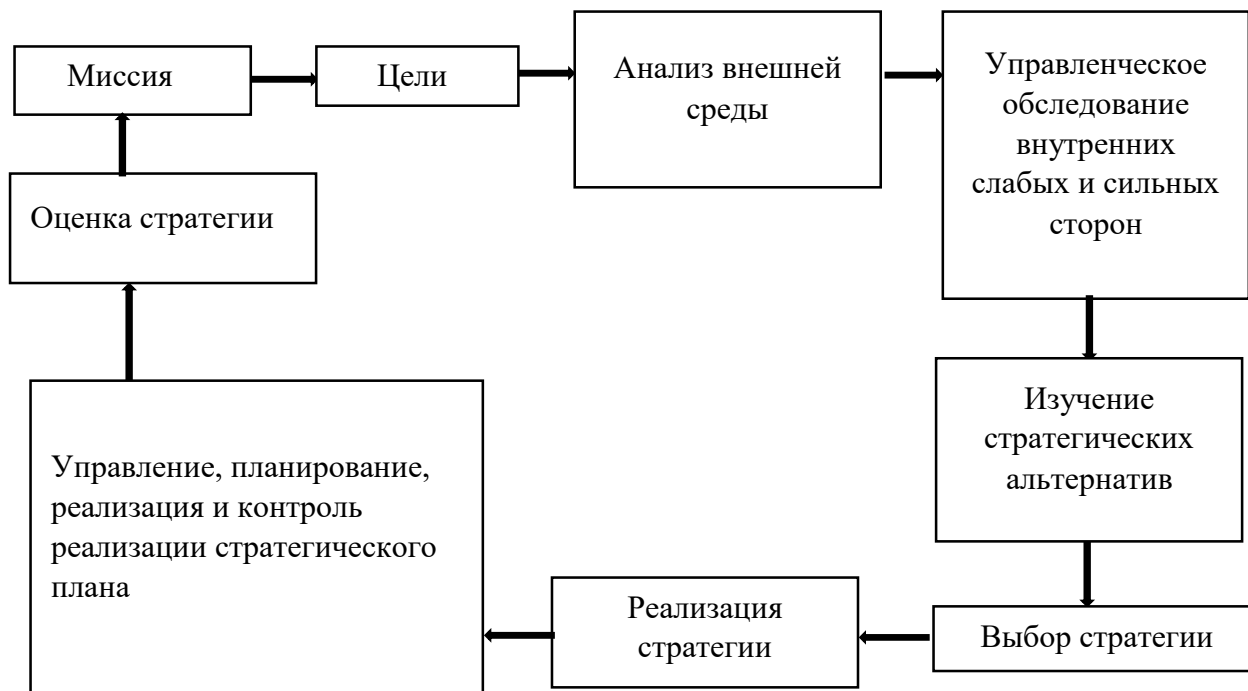 Миссия
Цели
Анализ внешней
среды
Управленческое
обследование
внутренних
слабых и сильных
сторон
Оценка стратегии
Изучение
стратегических
альтернатив
Управление, планирование,
реализация и контроль
реализации стратегического
плана
Реализация
стратегии
Выбор стратегии